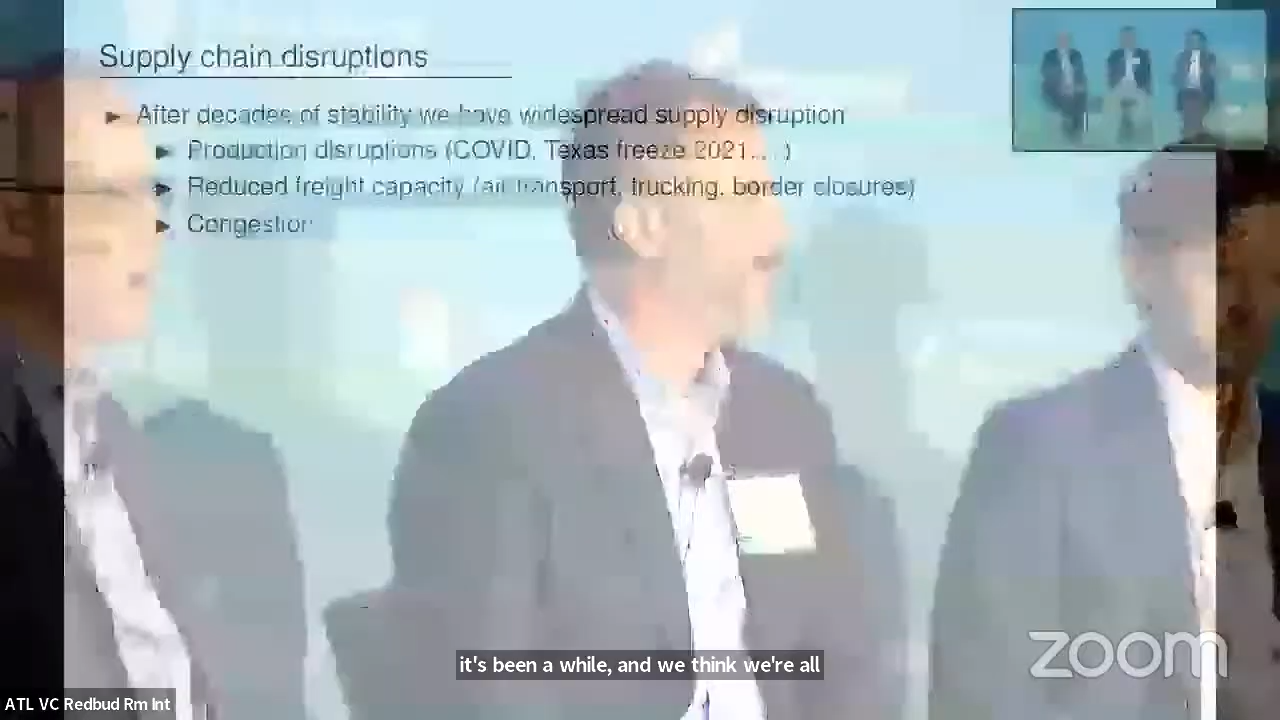 Supply chain disruptions
► After decades of stability we have widespread supply disruption
► Production disruptions (COVID, Texas freeze 2021...)
► Reduced freight capacity (air transport, trucking, border closures)
► Congestion
it's been a while, and we think we're all
zoom
ATL VC Redbud Rm Int